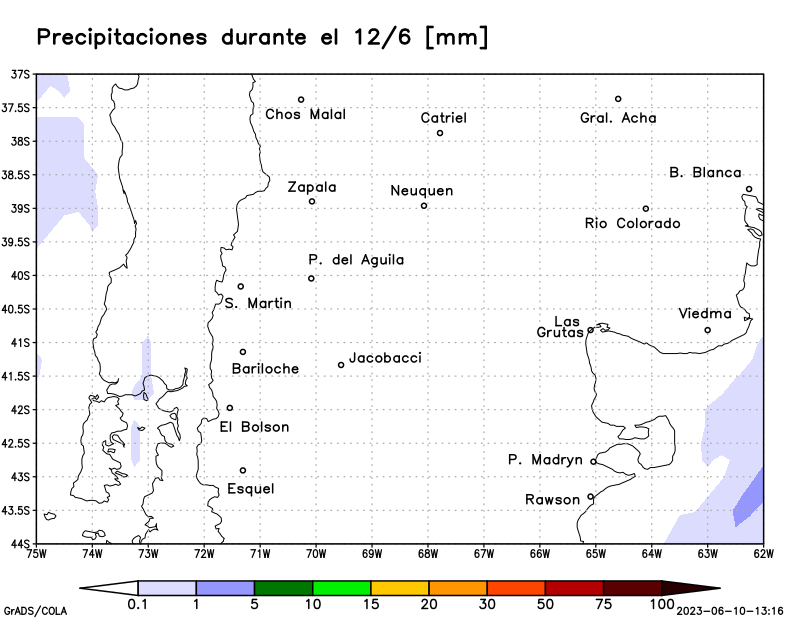 Precipitaciones durante el 12/6 [mm]
37S
37.5S
Chos Malal
Catriel
Gral. Acha
38S
38.5S
B. Blanca
Zapala
Neuquen
39S
Rio Colorado
39.5S
P. del Aguila
40S
S. Martin
40.5S
Viedma
Las
Grutas
41S
Jacobacci
Bariloche
41.5S
42S
El Bolson
42.5S
P. Madryn
43S
Esquel
Rawson
43.5S
44S
75W 74W 73W 72W 71W 70W 69W 68W 67W 66W 65W 64W 63W 62W
0.1 1 5 10 15 20 30 50 75 100
GrADS/COLA
2023-06-10-13:16